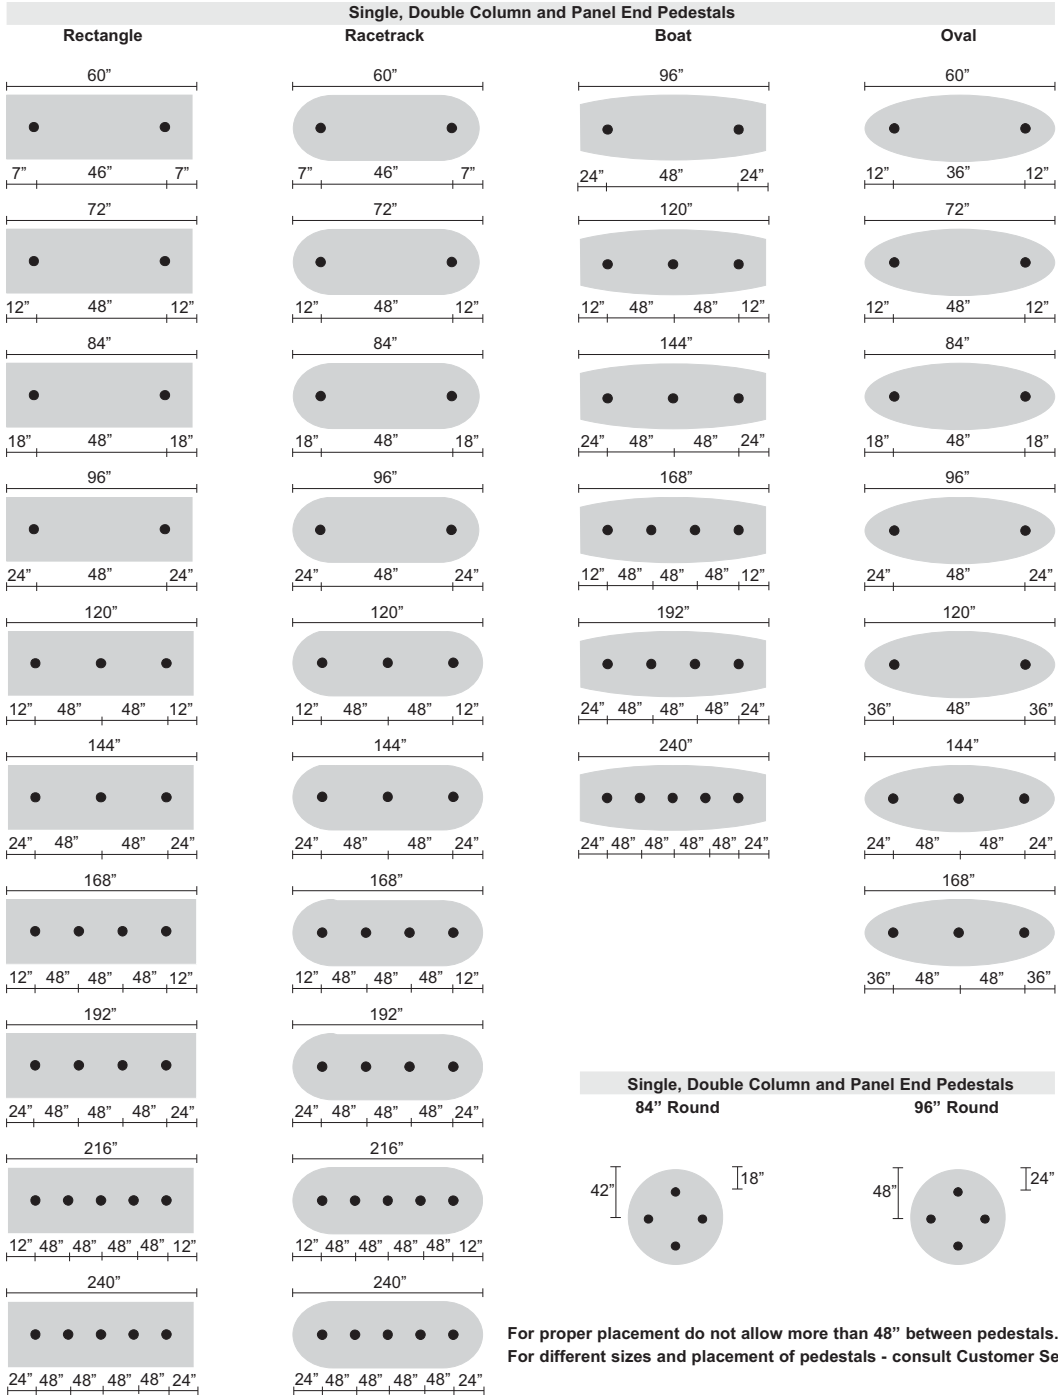 Single, Double Column and Panel End Pedestals
Rectangle Racetrack Boat Oval
60” 60” 96” 60”
7” 46” 7” 7” 46” 7” 24” 48” 24” 12” 36” 12”
72” 72” 120” 72”
12” 48” 12” 12” 48” 12” 12” 48” 48” 12” 12” 48” 12”
84” 84” 144” 84”
18” 48” 18” 18” 48” 18” 24” 48” 48” 24” 18” 48” 18”
96” 96” 168” 96”
24” 48” 24” 24” 48” 24” 12” 48” 48” 48” 12” 24” 48” 24”
120” 120” 192” 120”
12” 48” 48” 12” 12” 48” 48” 12” 24” 48” 48” 48” 24” 36” 48” 36”
144” 144” 240” 144”
24” 48” 48” 24” 24” 48” 48” 24” 24” 48” 48” 48” 48” 24” 24” 48” 48” 24”
168” 168” 168”
12” 48” 48” 48” 12” 12” 48” 48” 48” 12” 36” 48” 48” 36”
192” 192”
24” 48” 48” 48” 24” 24” 48” 48” 48” 24”
Single, Double Column and Panel End Pedestals
84” Round 96” Round
216” 216”
42” 18” 48” 24”
12” 48” 48” 48” 48” 12” 12” 48” 48” 48” 48” 12”
240” 240”
For proper placement do not allow more than 48” between pedestals.
For different sizes and placement of pedestals - consult Customer Se
24” 48” 48” 48” 48” 24” 24” 48” 48” 48” 48” 24”